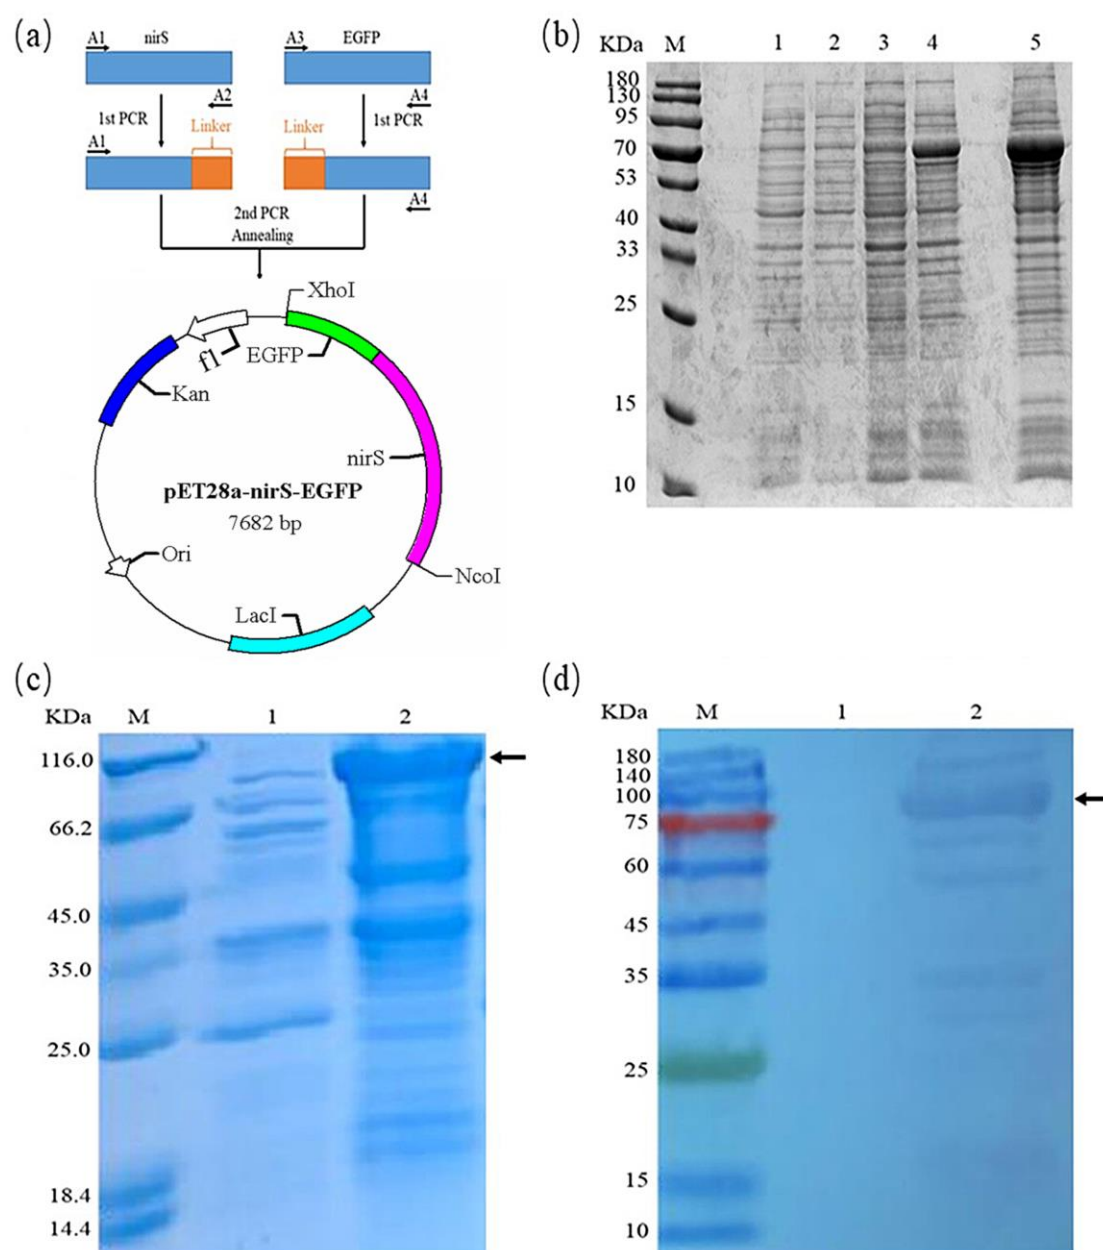 (a)
A1 nirS A3 EGFP
A2 A4
1st PCR 1st PCR
Linker Linker
A1
A4
2nd PCR
Annealing
XhoI
EGFP
f1
Kan
nirS
pET28a-nirS-EGFP
7682 bp
Ori
NcoI
LacI
(b)
KDa M 1 2 3 4 5
180
130
95
70
53
40
33
25
15
10
(c)
KDa M 1 2
116.0
66.2
45.0
35.0
25.0
18.4
14.4
(d)
KDa M 1 2
180
140
100
75
60
45
35
25
15
10